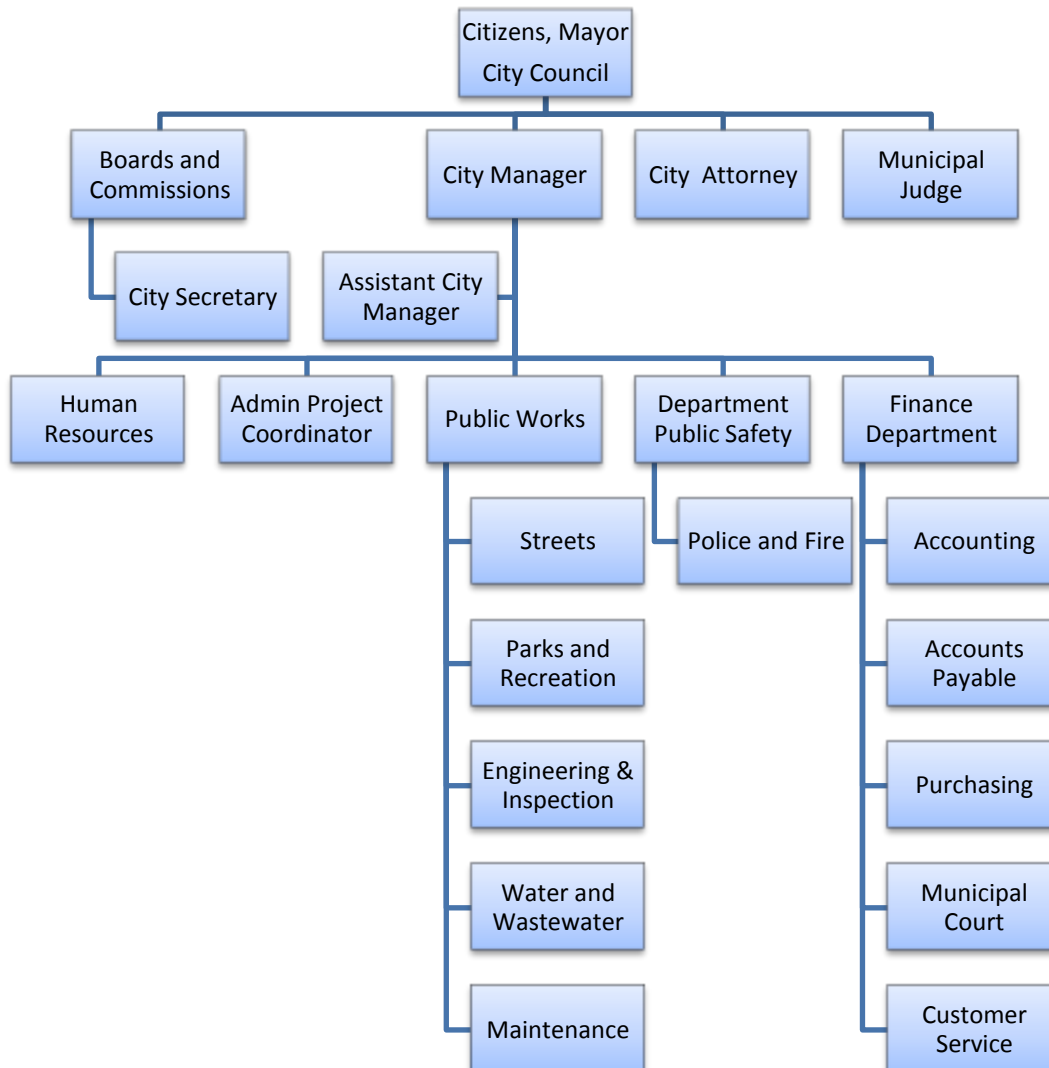 Citizens, Mayor
City Council
Boards and
Commissions
City Manager
City Attorney
Municipal
Judge
City Secretary
Assistant City
Manager
Human
Resources
Admin Project
Coordinator
Public Works
Department
Public Safety
Finance
Department
Streets
Police and Fire
Accounting
Parks and
Recreation
Accounts
Payable
Engineering &
Inspection
Purchasing
Water and
Wastewater
Municipal
Court
Maintenance
Customer
Service